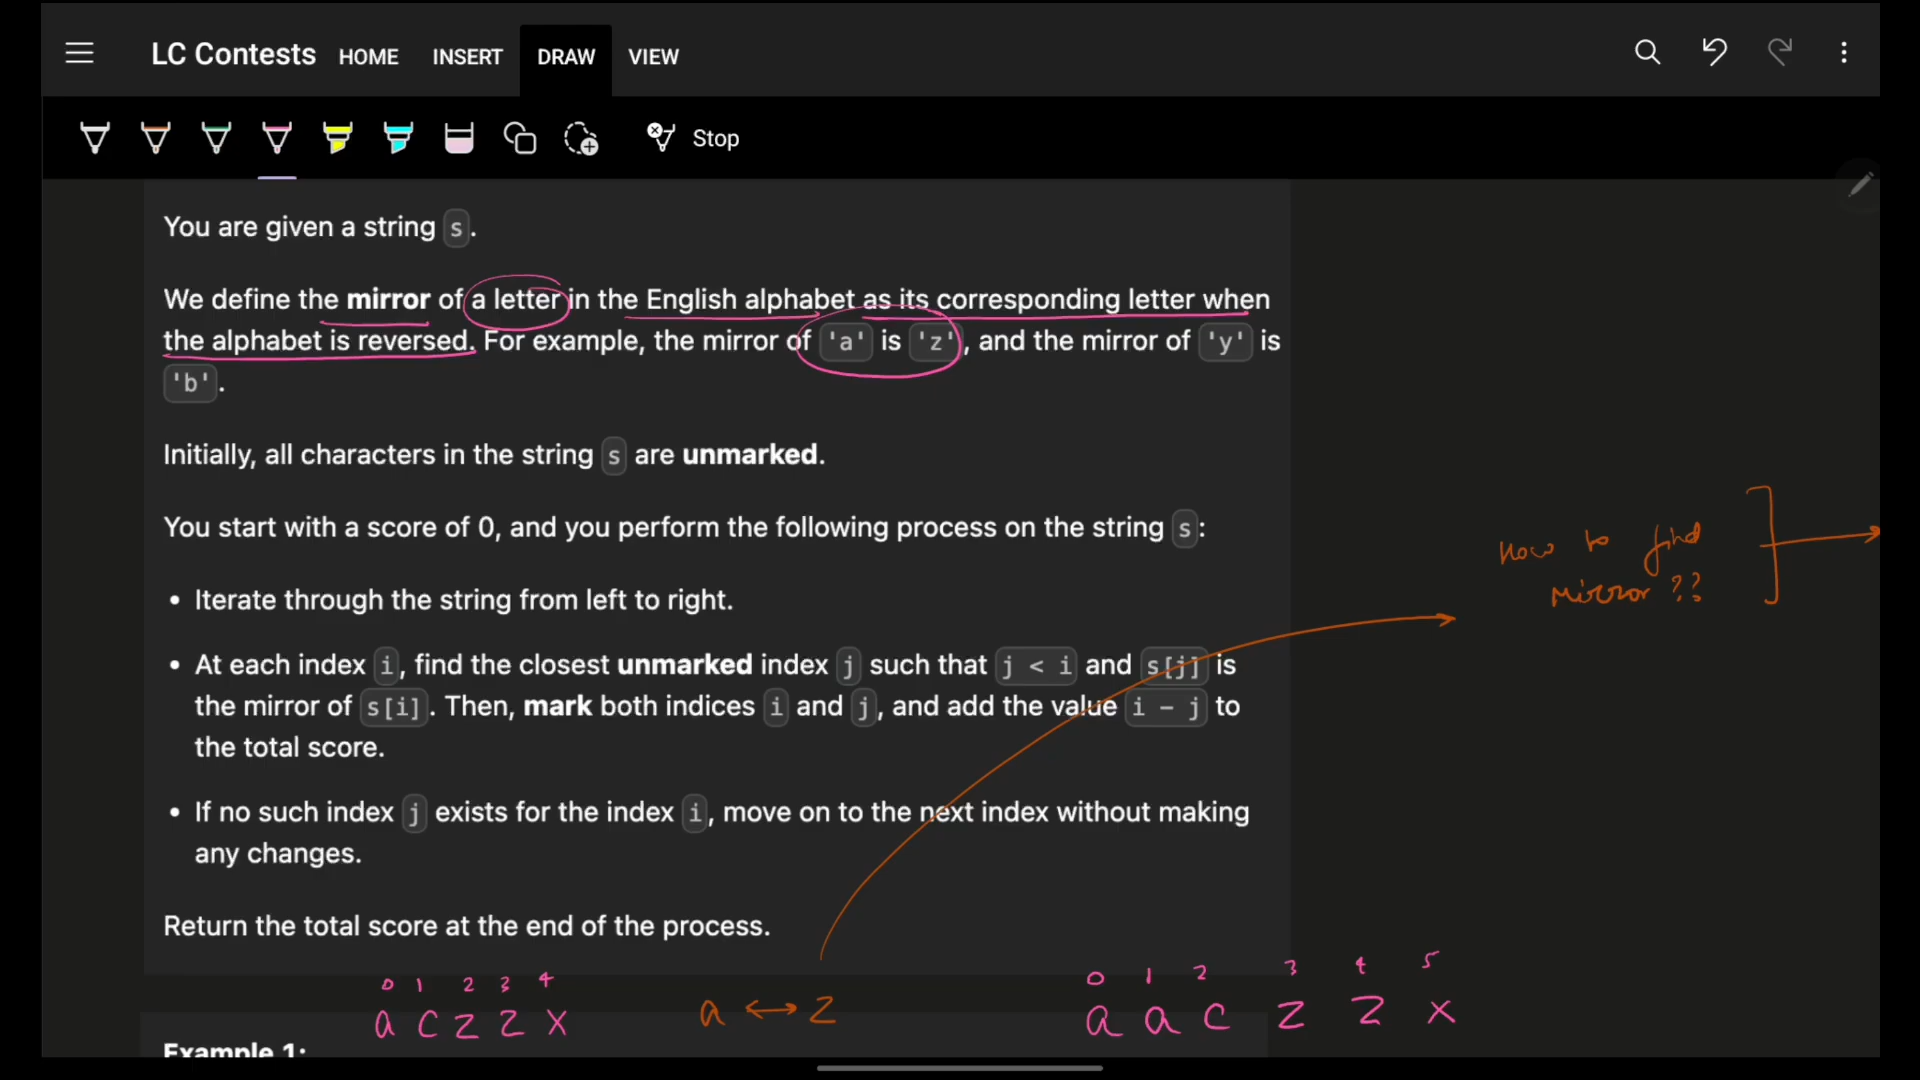 LC Contests HOME INSERT DRAW VIEW
Stop
You are given a string s.
We define the mirror of a letter in the English alphabet as its corresponding letter when
the alphabet is reversed. For example, the mirror of 'a' is 'z', and the mirror of 'y' is
'b'.
Initially, all characters in the string s are unmarked.
You start with a score of 0, and you perform the following process on the string s:
How to find
mirror ??
• Iterate through the string from left to right.
• At each index i, find the closest unmarked index j such that j < i and s[j] is
the mirror of s[i]. Then, mark both indices i and j, and add the value i - j to
the total score.
• If no such index j exists for the index i, move on to the next index without making
any changes.
Return the total score at the end of the process.
0 1 2 3 4
a c z z x
a ↔ z
0 1 2 3 4 5
a a c z z x
Example 1: